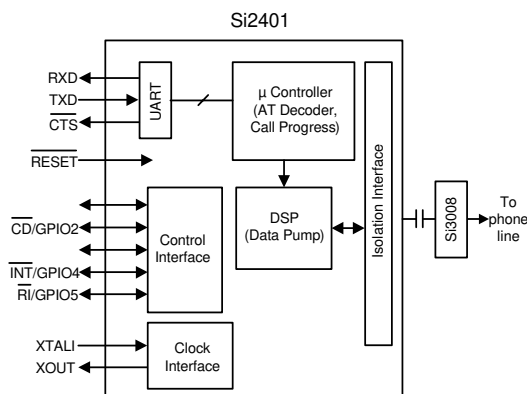 Si2401
RXD
TXD
CTS
RESET
CD/GPIO2
INT/GPIO4
RI/GPIO5
XTALI
XOUT
UART
μ Controller
(AT Decoder,
Call Progress)
DSP
(Data Pump)
Control
Interface
Clock
Interface
Isolation Interface
Si3008
To
phone
line